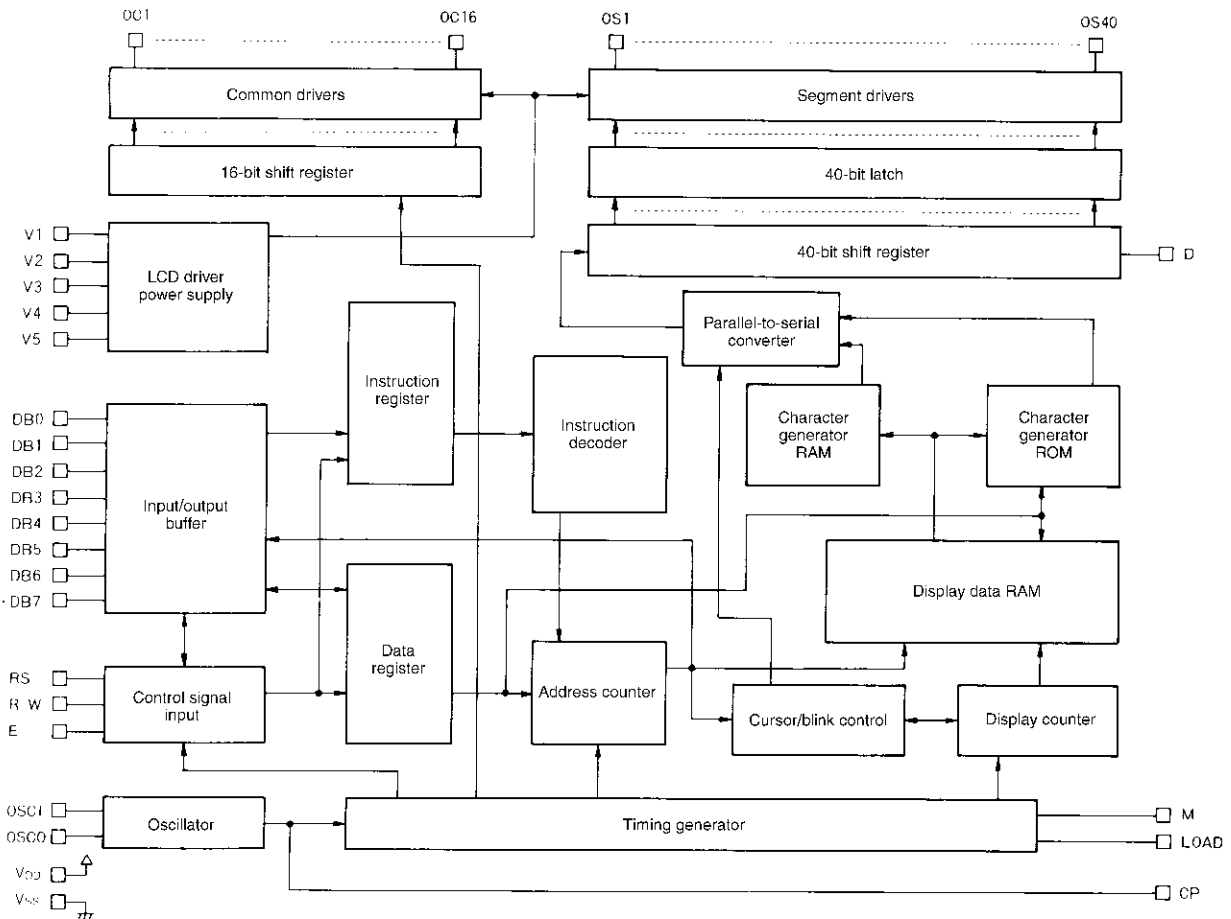 OC1
OC16
OS1
OS40
Common drivers
Segment drivers
16-bit shift register
40-bit latch
40-bit shift register
D
V1
V2
V3
V4
V5
LCD driver
power supply
Parallel-to-serial
converter
Instruction
register
Instruction
decoder
Character
generator
RAM
Character
generator
ROM
DB0
DB1
DB2
DB3
DB4
DB5
DB6
DB7
Input/output
buffer
Display data RAM
Data
register
Address counter
RS
R W
E
Control signal
input
Cursor/blink control
Display counter
OSC1
OSCO
Oscillator
Timing generator
M
LOAD
VDD
VSS
CP